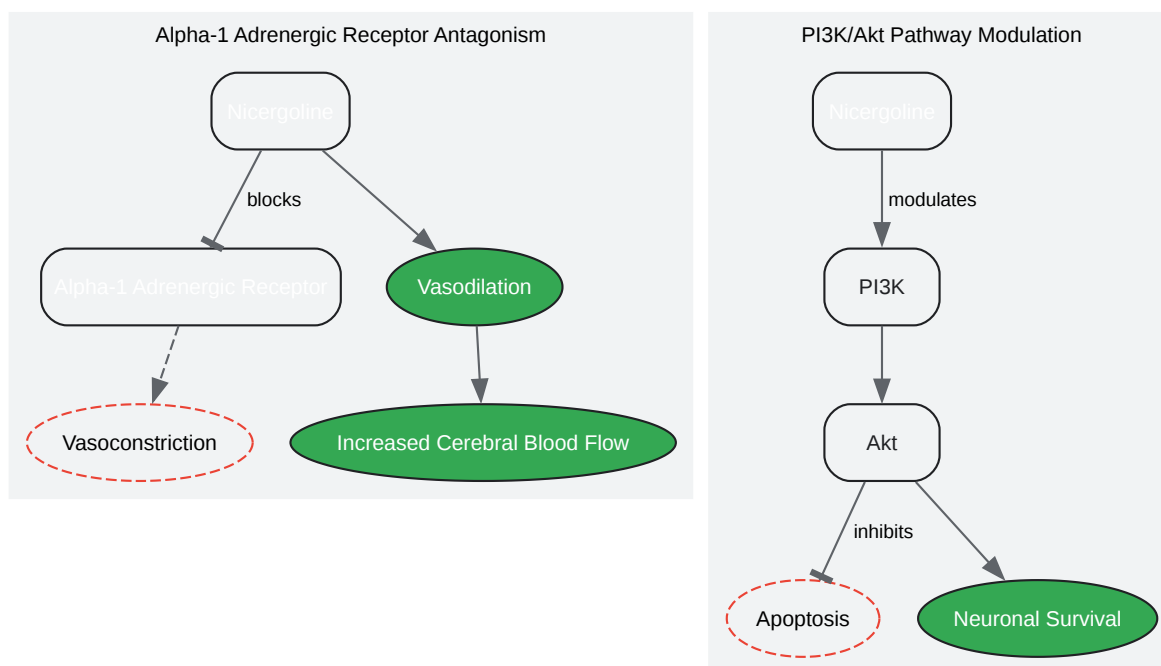 Alpha-1 Adrenergic Receptor Antagonism
Nicergoline
blocks
Alpha-1 Adrenergic Receptor
Vasodilation
Vasoconstriction
Increased Cerebral Blood Flow
PI3K/Akt Pathway Modulation
Nicergoline
modulates
PI3K
Akt
inhibits
Apoptosis
Neuronal Survival